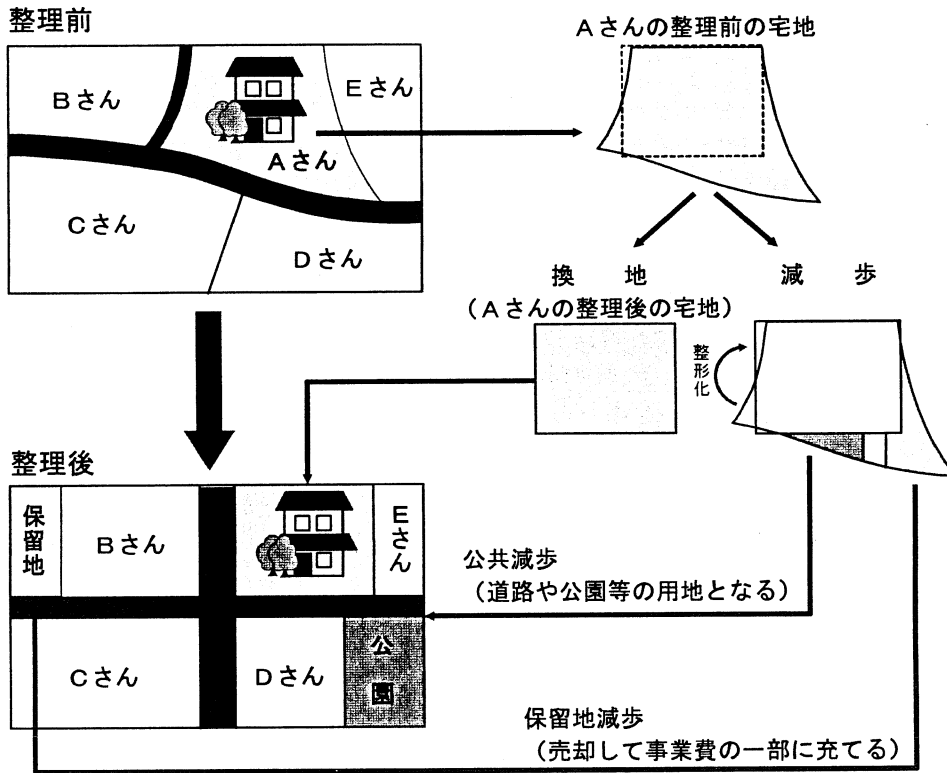 整理前
Aさんの整理前の宅地
Bさん
Eさん
Aさん
Cさん
Dさん
換地
(Aさんの整理後の宅地)
減歩
整形化
整理後
保留地
Bさん
Eさん
公共減歩
(道路や公園等の用地となる)
Cさん
Dさん
公園
保留地減歩
(売却して事業費の一部に充てる)